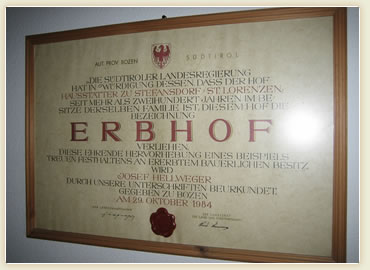 AUT. PROV. BOZEN SÜDTIROL
„DIE SÜDTIROLER LANDESREGIERUNG
HAT IN WÜRDIGUNG DESSEN DASS DER HOF
HAUSSTÄTTER ZU STEFANSDORF/ST. LORENZEN,
SEIT MEHR ALS ZWEIHUNDERT JAHREN IM BE-
SITZE DERSELBEN FAMILIE IST, DIESEM HOF DIE
BEZEICHNUNG
ERBHOF
VERLIEHEN.
DIESE EHRENDE HERVORHEBUNG EINES BEISPIELS
TREUEN FESTHALTENS AN ERERBTEM BÄUERLICHEN BESITZ
WIRD
JOSEF HELLWEGER
DURCH UNSERE UNTERSCHRIFTEN BEURKUNDET.
GEGEBEN ZU BOZEN
AM 29. OKTOBER 1984